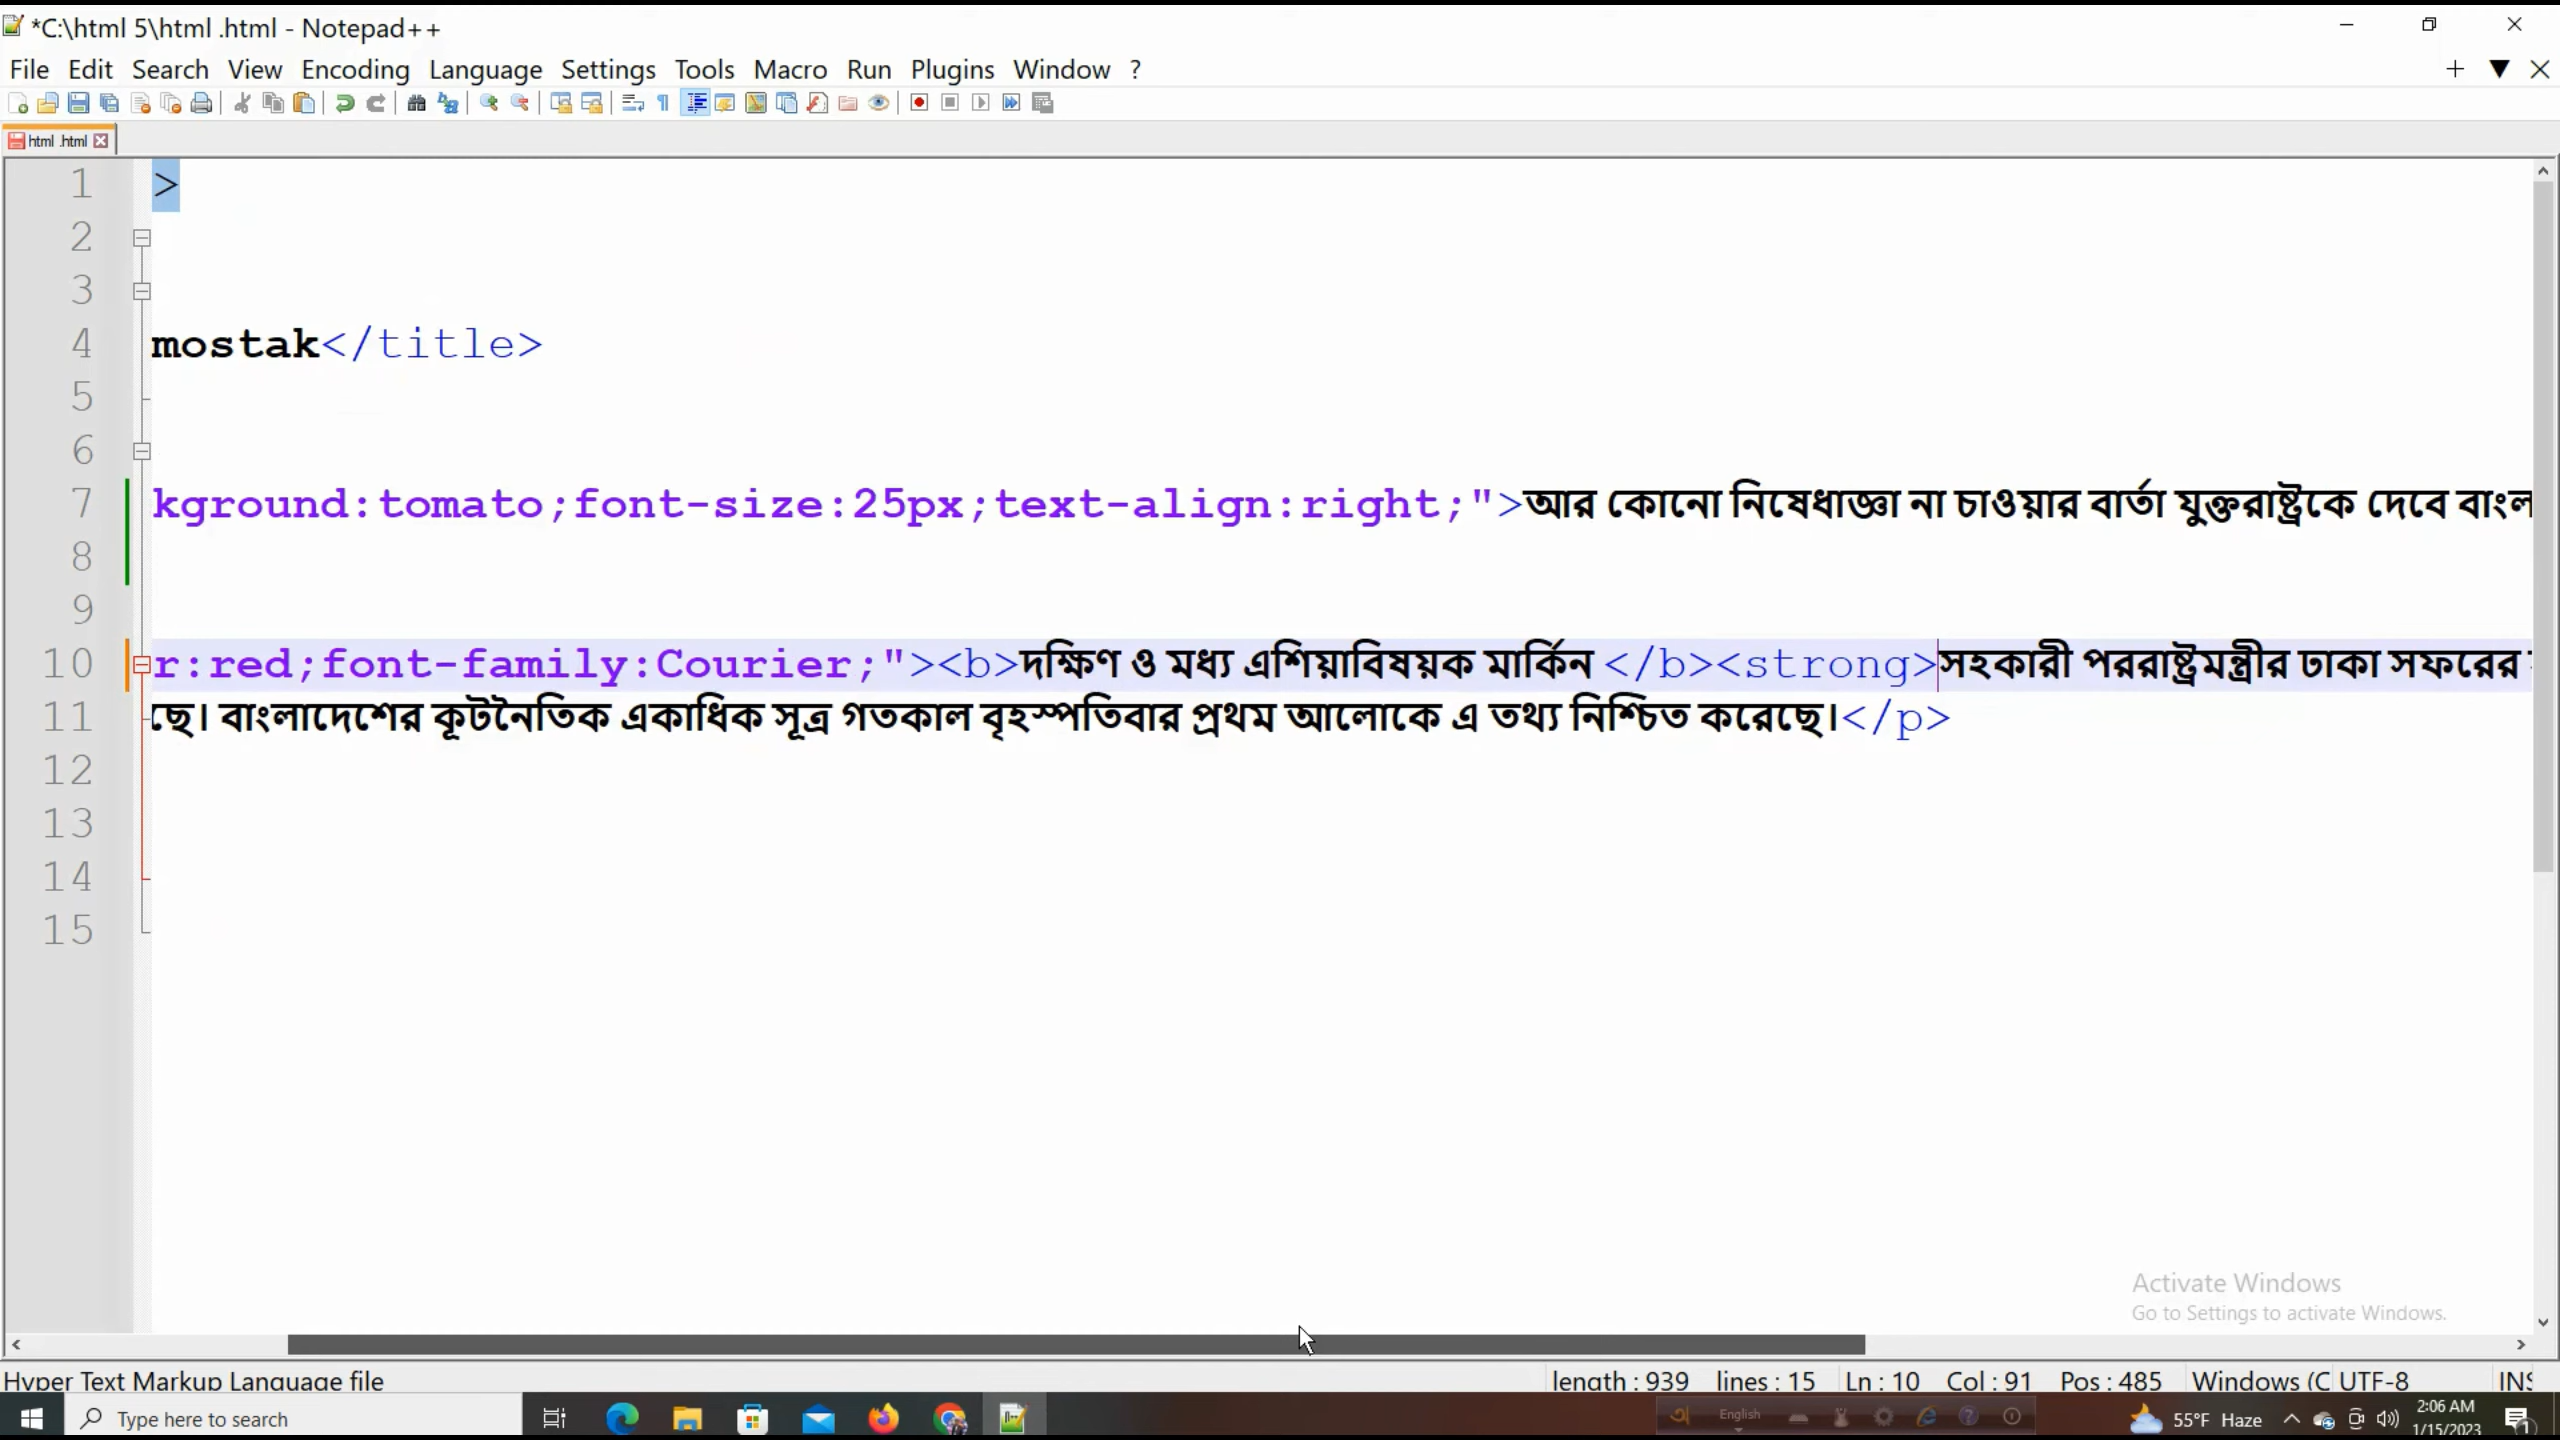 *C:\html 5\html .html - Notepad++
File Edit Search View Encoding Language Settings Tools Macro Run Plugins Window ?
html .html
1 >
2
3
4 mostak</title>
5
6
7 kground:tomato;font-size:25px;text-align:right;">আর কোনো নিষেধাজ্ঞা না চাওয়ার বার্তা যুক্তরাষ্ট্রকে দেবে বাংল
8
9
10 r:red;font-family:Courier;"><b>দক্ষিণ ও মধ্য এশিয়াবিষয়ক মার্কিন </b><strong>সহকারী পররাষ্ট্রমন্ত্রীর ঢাকা সফরের
11 ছে। বাংলাদেশের কূটনৈতিক একাধিক সূত্র গতকাল বৃহস্পতিবার প্রথম আলোকে এ তথ্য নিশ্চিত করেছে।</p>
12
13
14
15
Activate Windows
Go to Settings to activate Windows.
Hyper Text Markup Language file length : 939 lines : 15 Ln : 10 Col : 91 Pos : 485 Windows (C UTF-8 INS
Type here to search English 55°F Haze 2:06 AM
1/15/2023